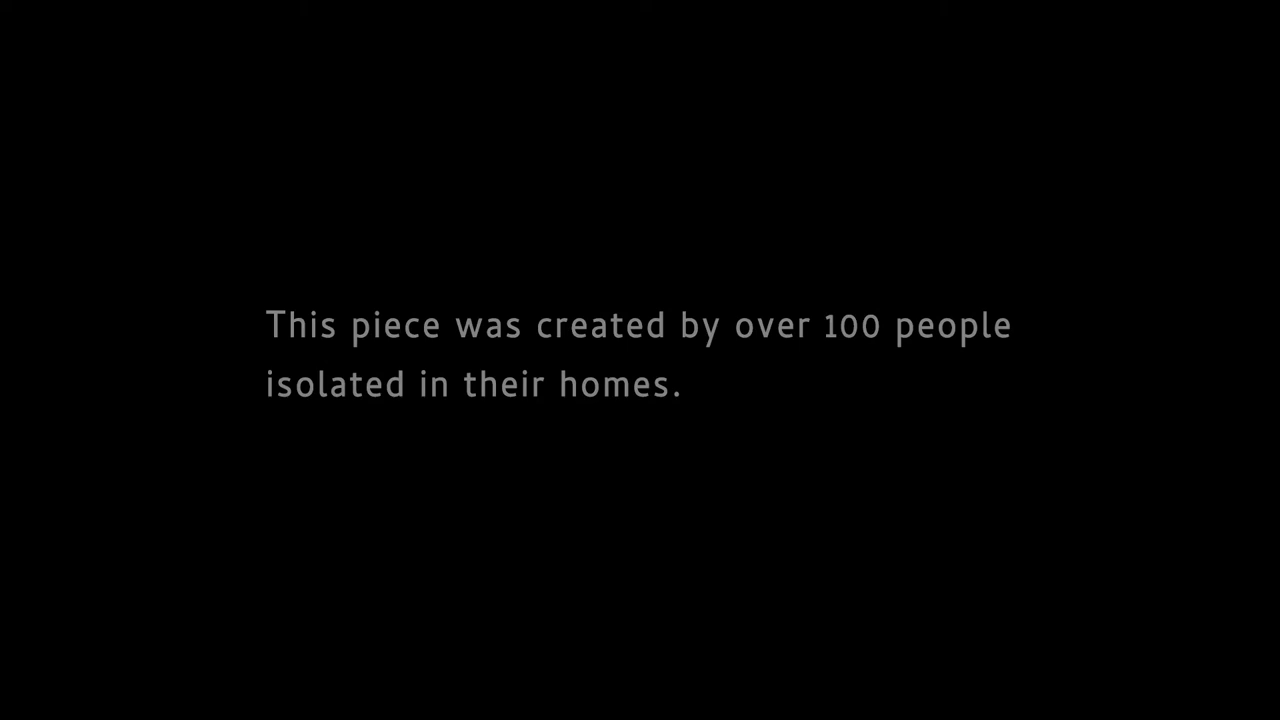 This piece was created by over 100 people
isolated in their homes.